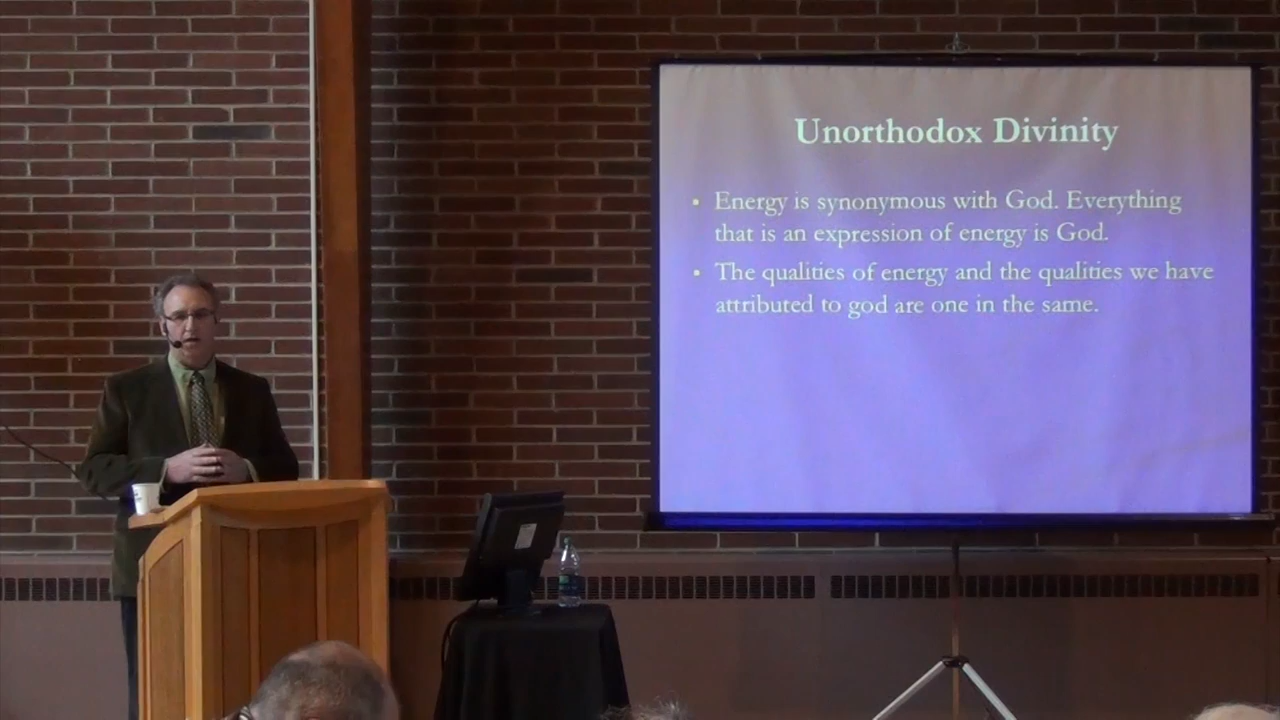 Unorthodox Divinity
• Energy is synonymous with God. Everything
that is an expression of energy is God.
• The qualities of energy and the qualities we have
attributed to god are one in the same.